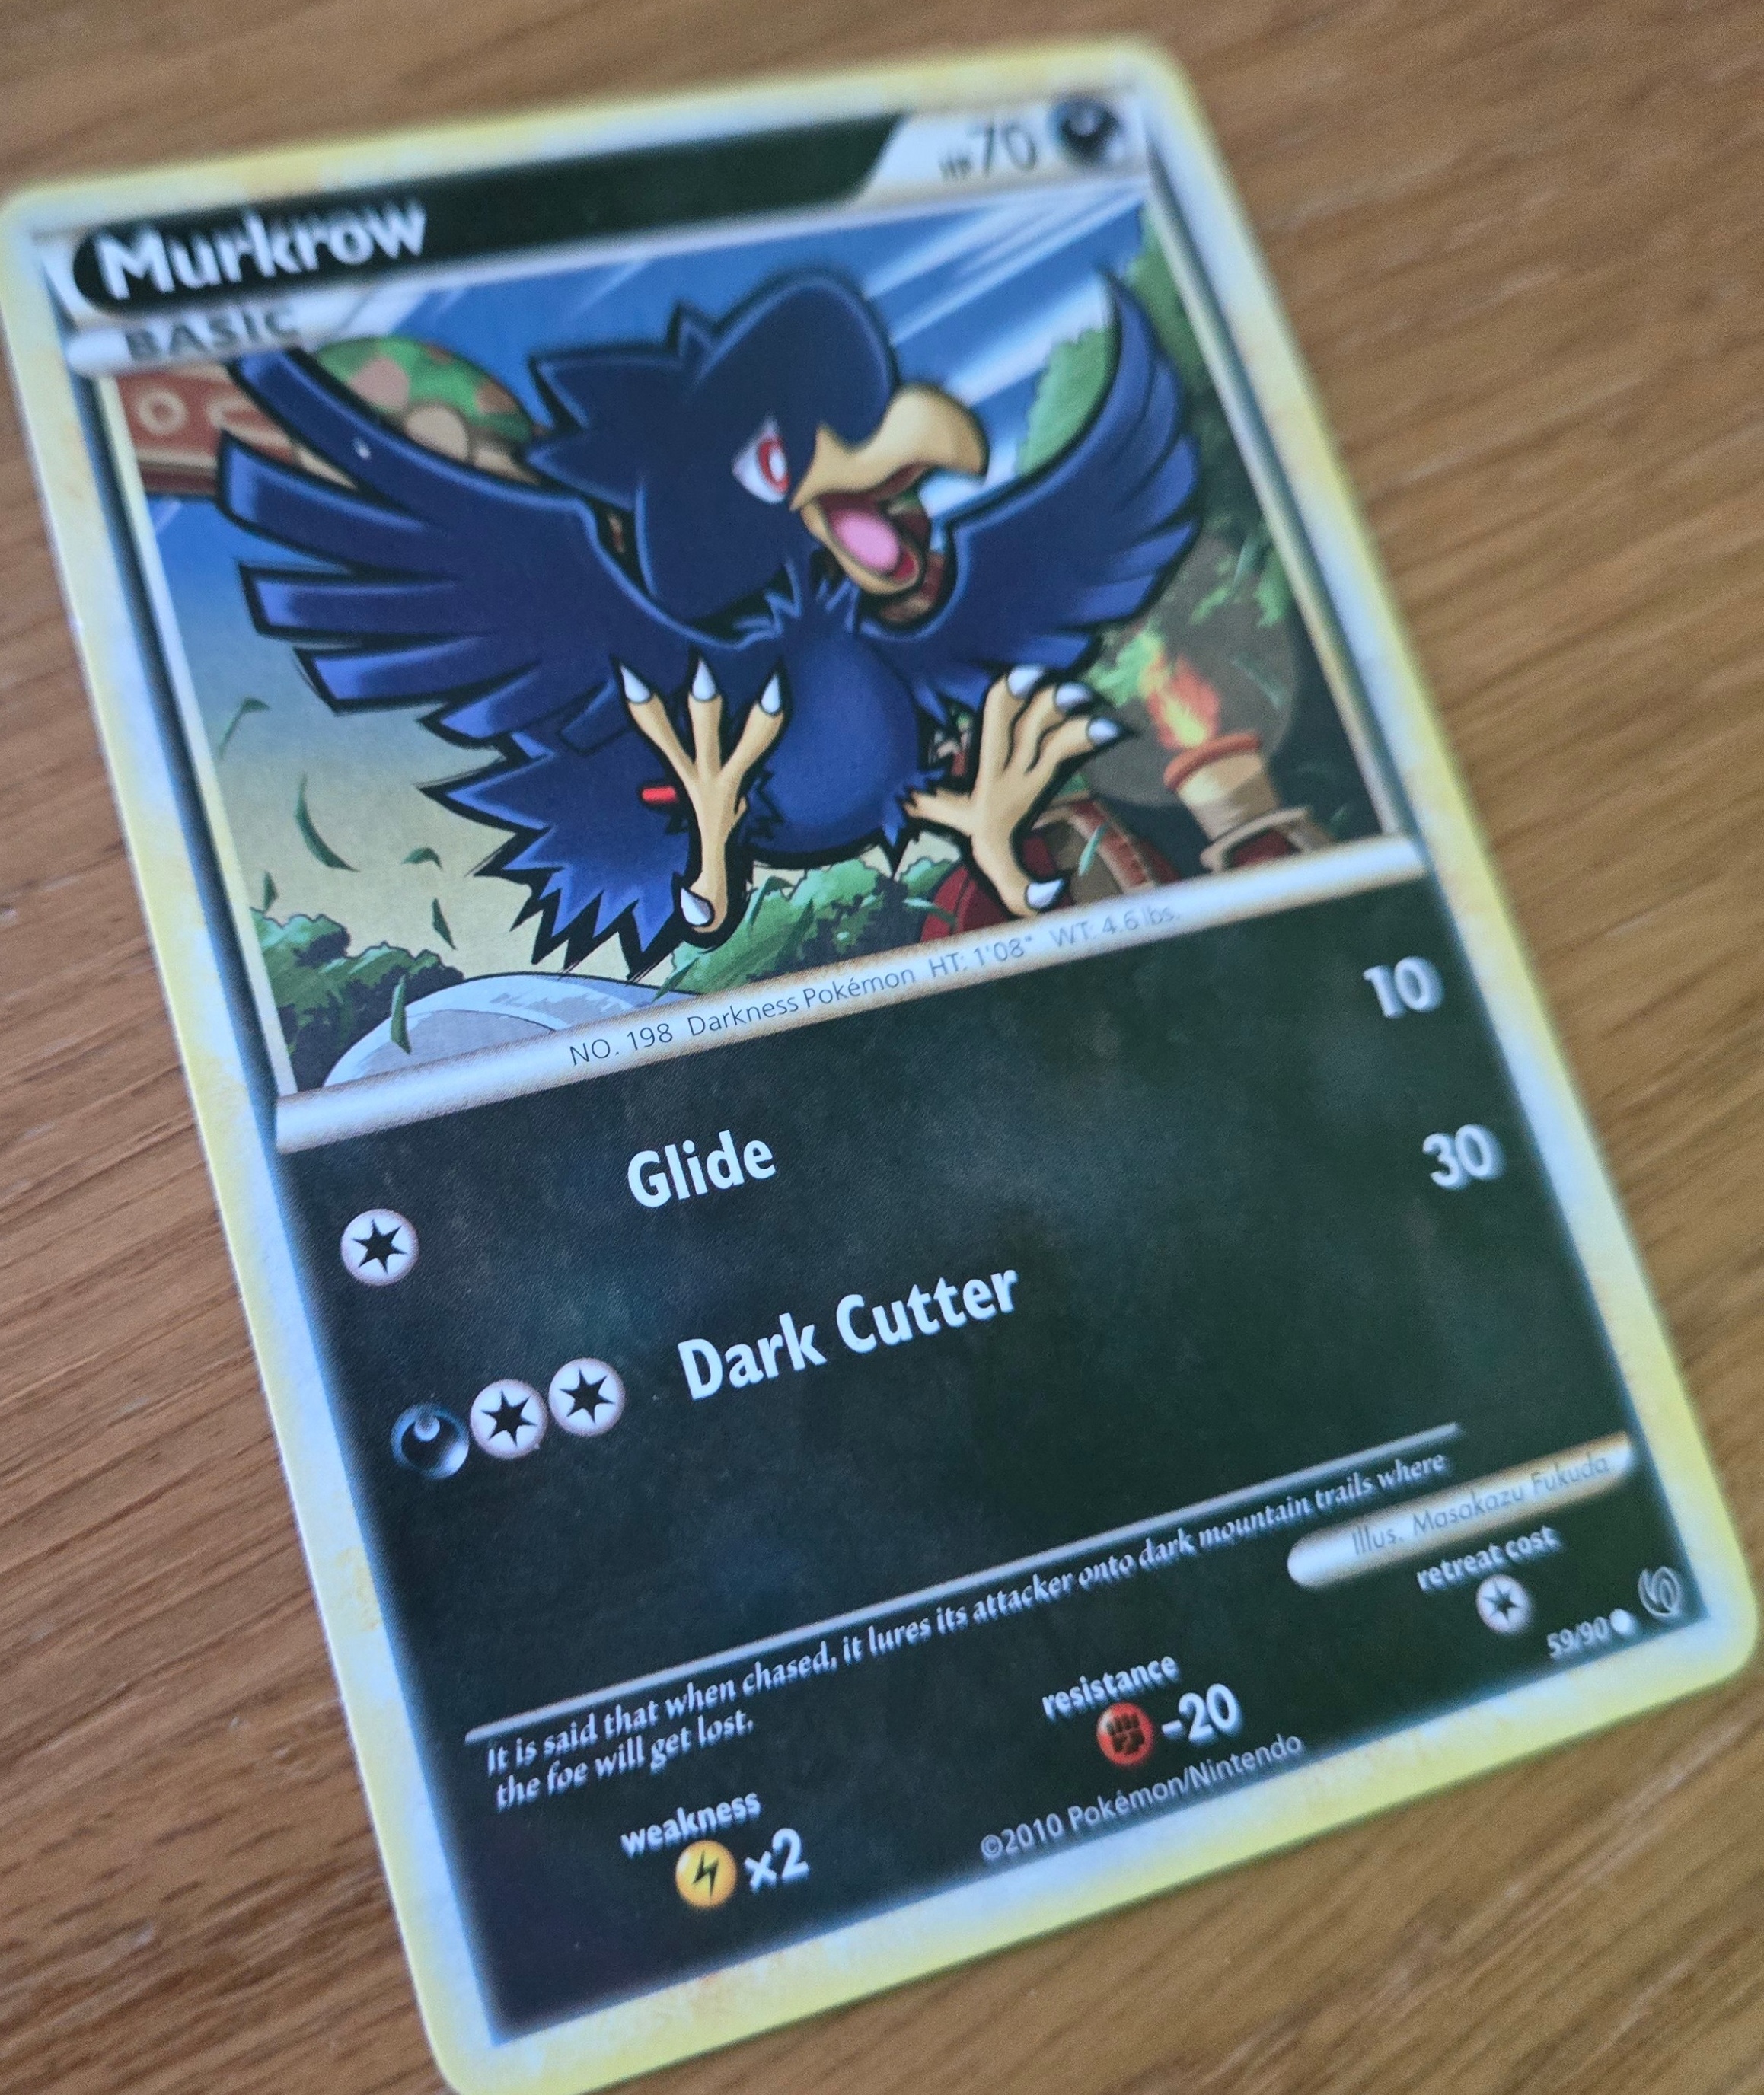 Murkrow
HP70
BASIC
NO. 198 Darkness Pokémon HT: 1'08" WT: 4.6 lbs.
Glide
10
Dark Cutter
30
It is said that when chased, it lures its attacker onto dark mountain trails where
the foe will get lost.
Illus. Masakazu Fukuda
weakness
x2
resistance
-20
retreat cost
©2010 Pokémon/Nintendo
59/90